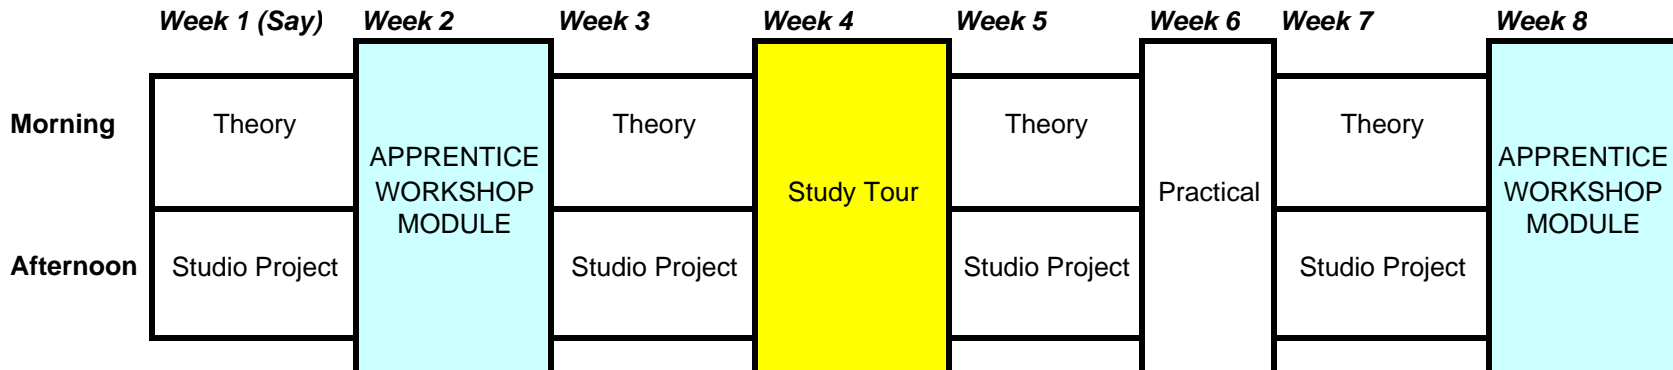 Week 1 (Say) Week 2 Week 3 Week 4 Week 5 Week 6 Week 7 Week 8
Morning Theory Theory Theory Theory
APPRENTICE WORKSHOP MODULE Study Tour Practical APPRENTICE WORKSHOP MODULE
Afternoon Studio Project Studio Project Studio Project Studio Project